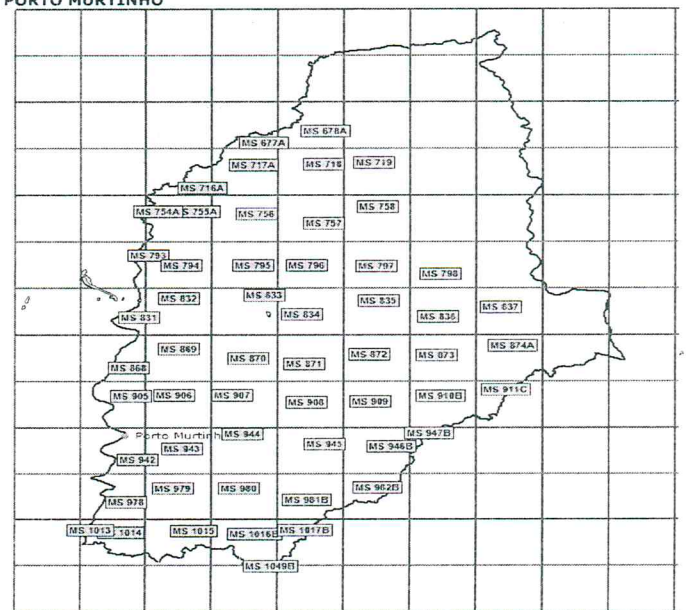 PORTO MURTINHO
MS 678A
MS 677A
MS 717A
MS 718
MS 719
MS 716A
MS 754A
S 755A
MS 756
MS 757
MS 758
MS 793
MS 794
MS 795
MS 796
MS 797
MS 798
MS 832
MS 833
MS 835
MS 831
MS 834
MS 836
MS 837
MS 869
MS 870
MS 871
MS 872
MS 873
MS 874A
MS 868
MS 905
MS 906
MS 907
MS 908
MS 909
MS 910B
MS 911C
Porto Murtinh
MS 944
MS 947B
MS 943
MS 945
MS 946B
MS 942
MS 979
MS 980
MS 982B
MS 978
MS 981B
MS 1013
1014
MS 1015
MS 1016B
MS 1017B
MS 1049B